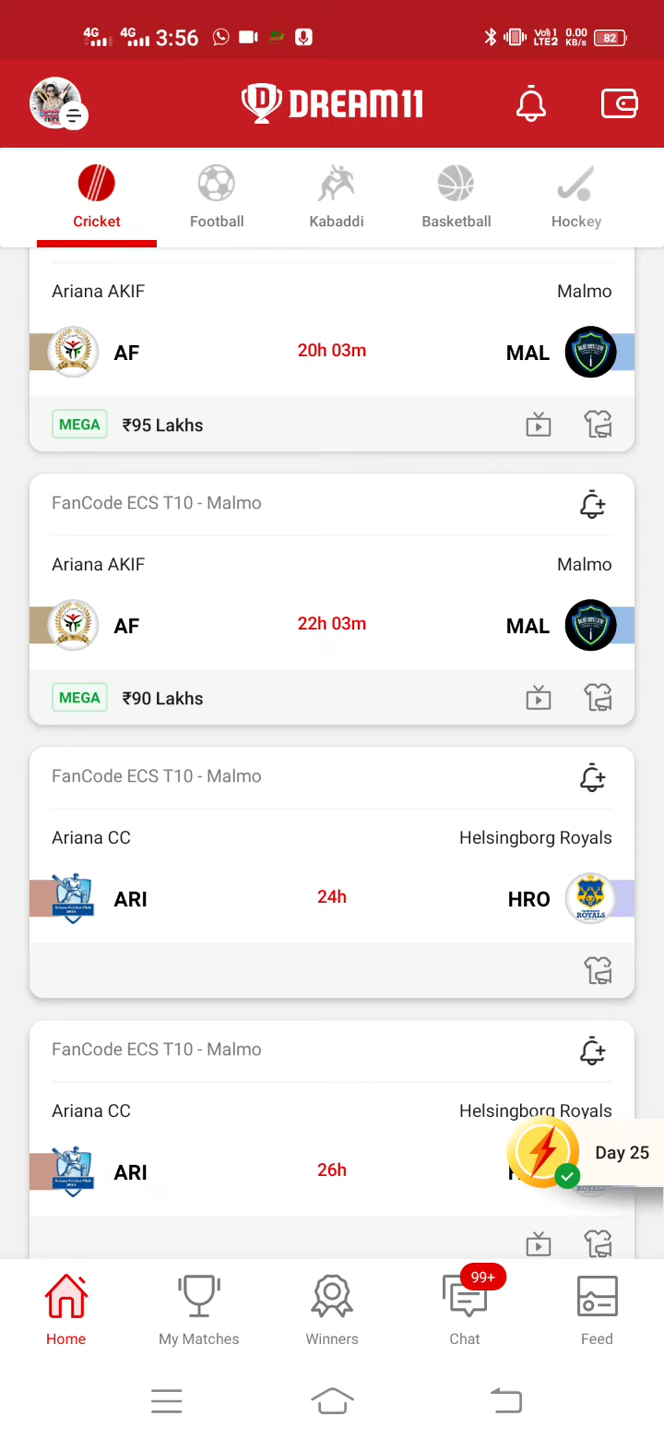 4G 4G 3:56 Vo)) 1 LTE2 0.00 KB/s 82
DREAM11
Cricket Football Kabaddi Basketball Hockey
Ariana AKIF Malmo
AF 20h 03m MAL
MEGA ₹95 Lakhs
FanCode ECS T10 - Malmo
Ariana AKIF Malmo
AF 22h 03m MAL
MEGA ₹90 Lakhs
FanCode ECS T10 - Malmo
Ariana CC Helsingborg Royals
ARI 24h HRO
ROYALS
FanCode ECS T10 - Malmo
Ariana CC Helsingborg Royals
Day 25
ARI 26h
99+
Home My Matches Winners Chat Feed